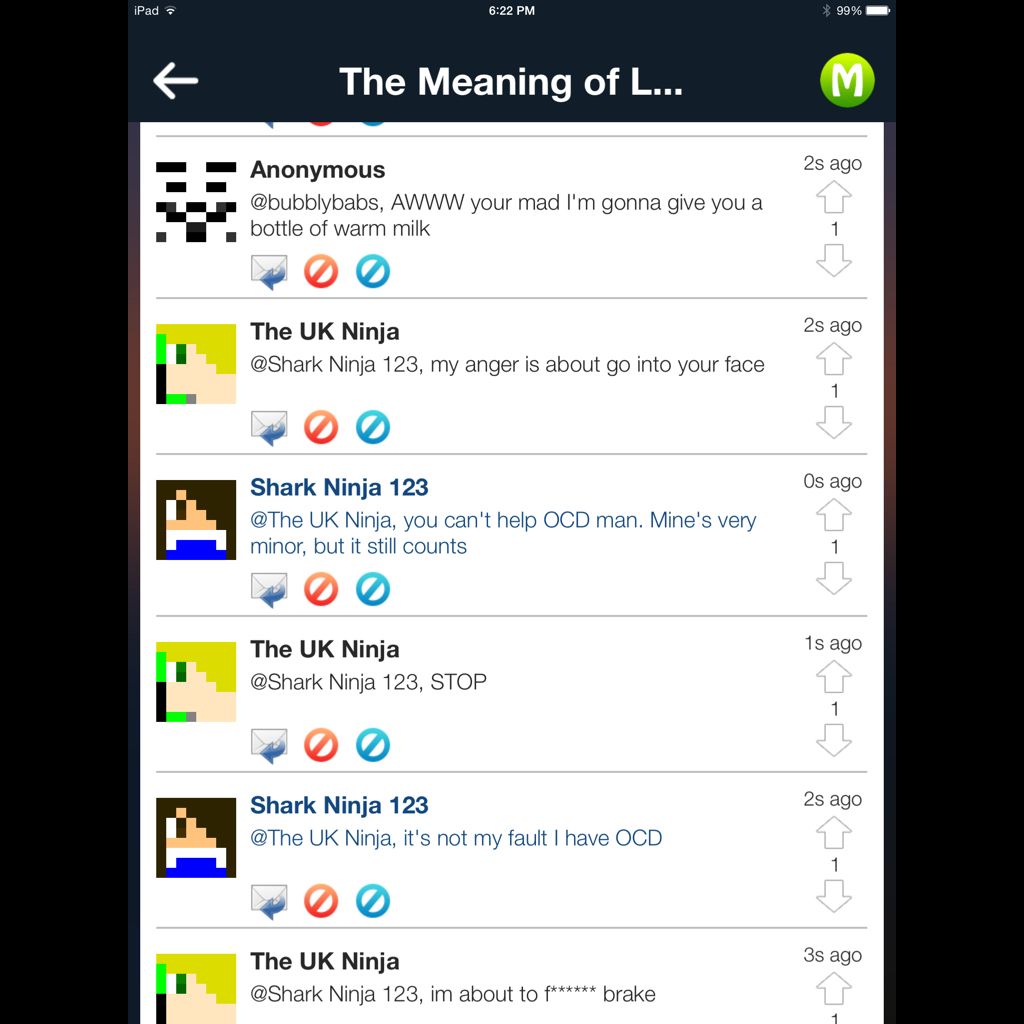 iPad 6:22 PM 99%
The Meaning of L...
M
Anonymous 2s ago
@bubblybabs, AWWW your mad I'm gonna give you a
bottle of warm milk
1
The UK Ninja 2s ago
@Shark Ninja 123, my anger is about go into your face
1
Shark Ninja 123 0s ago
@The UK Ninja, you can't help OCD man. Mine's very
minor, but it still counts
1
The UK Ninja 1s ago
@Shark Ninja 123, STOP
1
Shark Ninja 123 2s ago
@The UK Ninja, it's not my fault I have OCD
1
The UK Ninja 3s ago
@Shark Ninja 123, im about to f****** brake
1